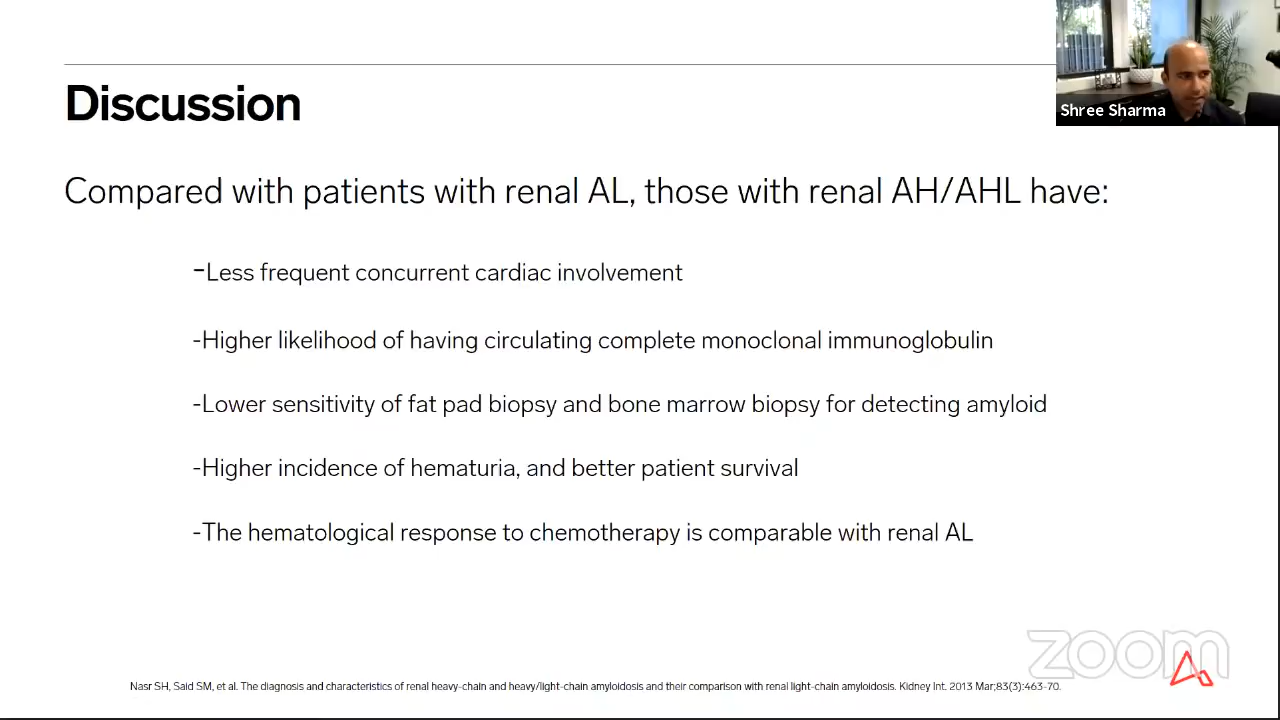 Shree Sharma
Discussion
Compared with patients with renal AL, those with renal AH/AHL have:
-Less frequent concurrent cardiac involvement
-Higher likelihood of having circulating complete monoclonal immunoglobulin
-Lower sensitivity of fat pad biopsy and bone marrow biopsy for detecting amyloid
-Higher incidence of hematuria, and better patient survival
-The hematological response to chemotherapy is comparable with renal AL
zoom
Nasr SH, Said SM, et al. The diagnosis and characteristics of renal heavy-chain and heavy/light-chain amyloidosis and their comparison with renal light-chain amyloidosis. Kidney Int. 2013 Mar;83(3):463-70.